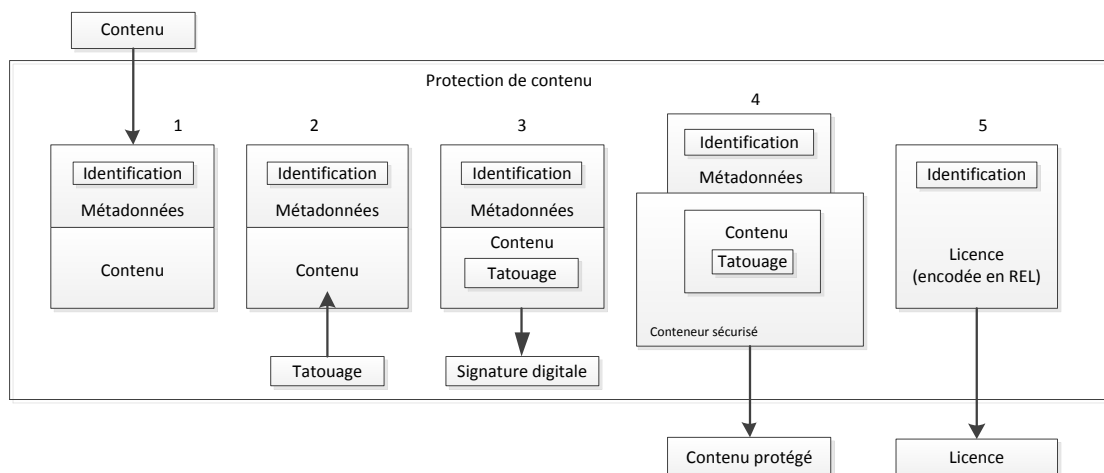 Contenu
Protection de contenu
1
Identification
Métadonnées
Contenu
2
Identification
Métadonnées
Contenu
Tatouage
3
Identification
Métadonnées
Contenu
Tatouage
Signature digitale
4
Identification
Métadonnées
Contenu
Tatouage
Conteneur sécurisé
Contenu protégé
5
Identification
Licence
(encodée en REL)
Licence